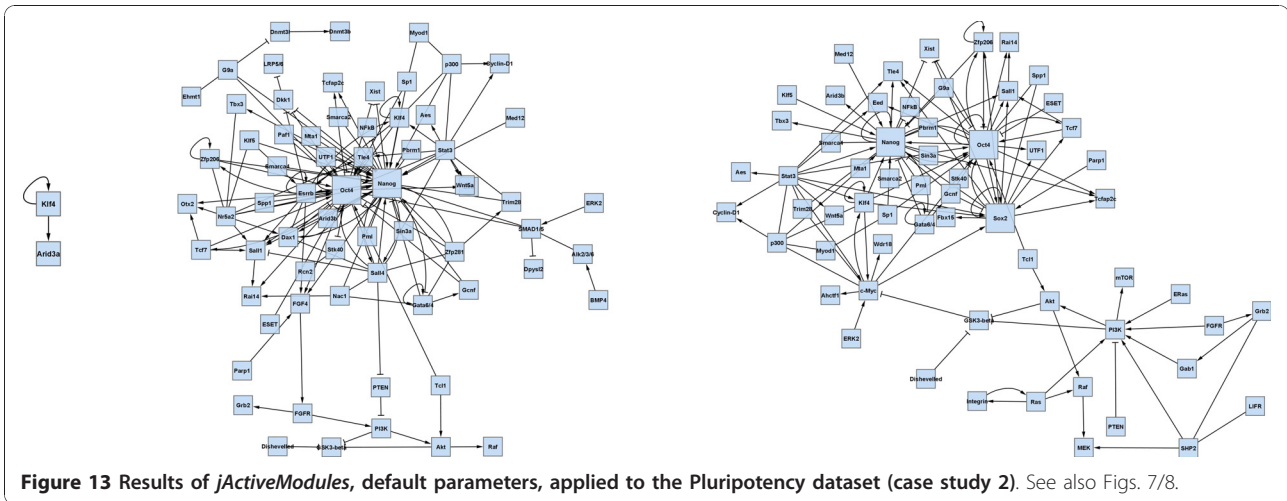 Klf4
Arid3a
Dnmt3l
Dnmt3b
Myod1
LRP5/6
G9a
p300
Cyclin-D1
Sp1
Tcfap2c
Ehmt1
Xist
Tbx3
Dkk1
Smarca2
Klf4
Aes
Med12
NFkB
Paf1
Mta1
Klf5
Zfp206
UTF1
Tle4
Pbrm1
Stat3
Smarca4
Oct4
Nanog
Wnt5a
Esrrb
Otx2
Spp1
Trim28
ERK2
Nr5a2
Arid3b
SMAD1/5
Dax1
Pml
Sin3a
Tcf7
Sall1
Stk40
Zfp281
Alk2/3/6
Rcn2
Sall4
Dpysl2
Rai14
Nac1
Gcnf
FGF4
Gata6/4
BMP4
ESET
Parp1
PTEN
Tcl1
Grb2
FGFR
PI3K
Dishevelled
GSK3-beta
Akt
Raf
Zfp206
Rai14
Xist
Med12
Tle4
Spp1
G9a
Klf5
Arid3b
Eed
NFkB
Sall1
ESET
Tbx3
Pbrm1
Tcf7
Smarca4
Nanog
Oct4
UTF1
Sin3a
Parp1
Aes
Stat3
Mta1
Smarca2
Stk40
Pml
Gcnf
Tcfap2c
Klf4
Trim28
Wnt5a
Sp1
Fbx15
Sox2
Cyclin-D1
Gata6/4
p300
Myod1
Wdr18
Tcl1
mTOR
Ahctf1
c-Myc
Akt
ERas
GSK3-beta
PI3K
FGFR
Grb2
ERK2
Gab1
Dishevelled
Raf
Integrin
Ras
LIFR
PTEN
MEK
SHP2
Figure 13 Results of jActiveModules, default parameters, applied to the Pluripotency dataset (case study 2). See also Figs. 7/8.